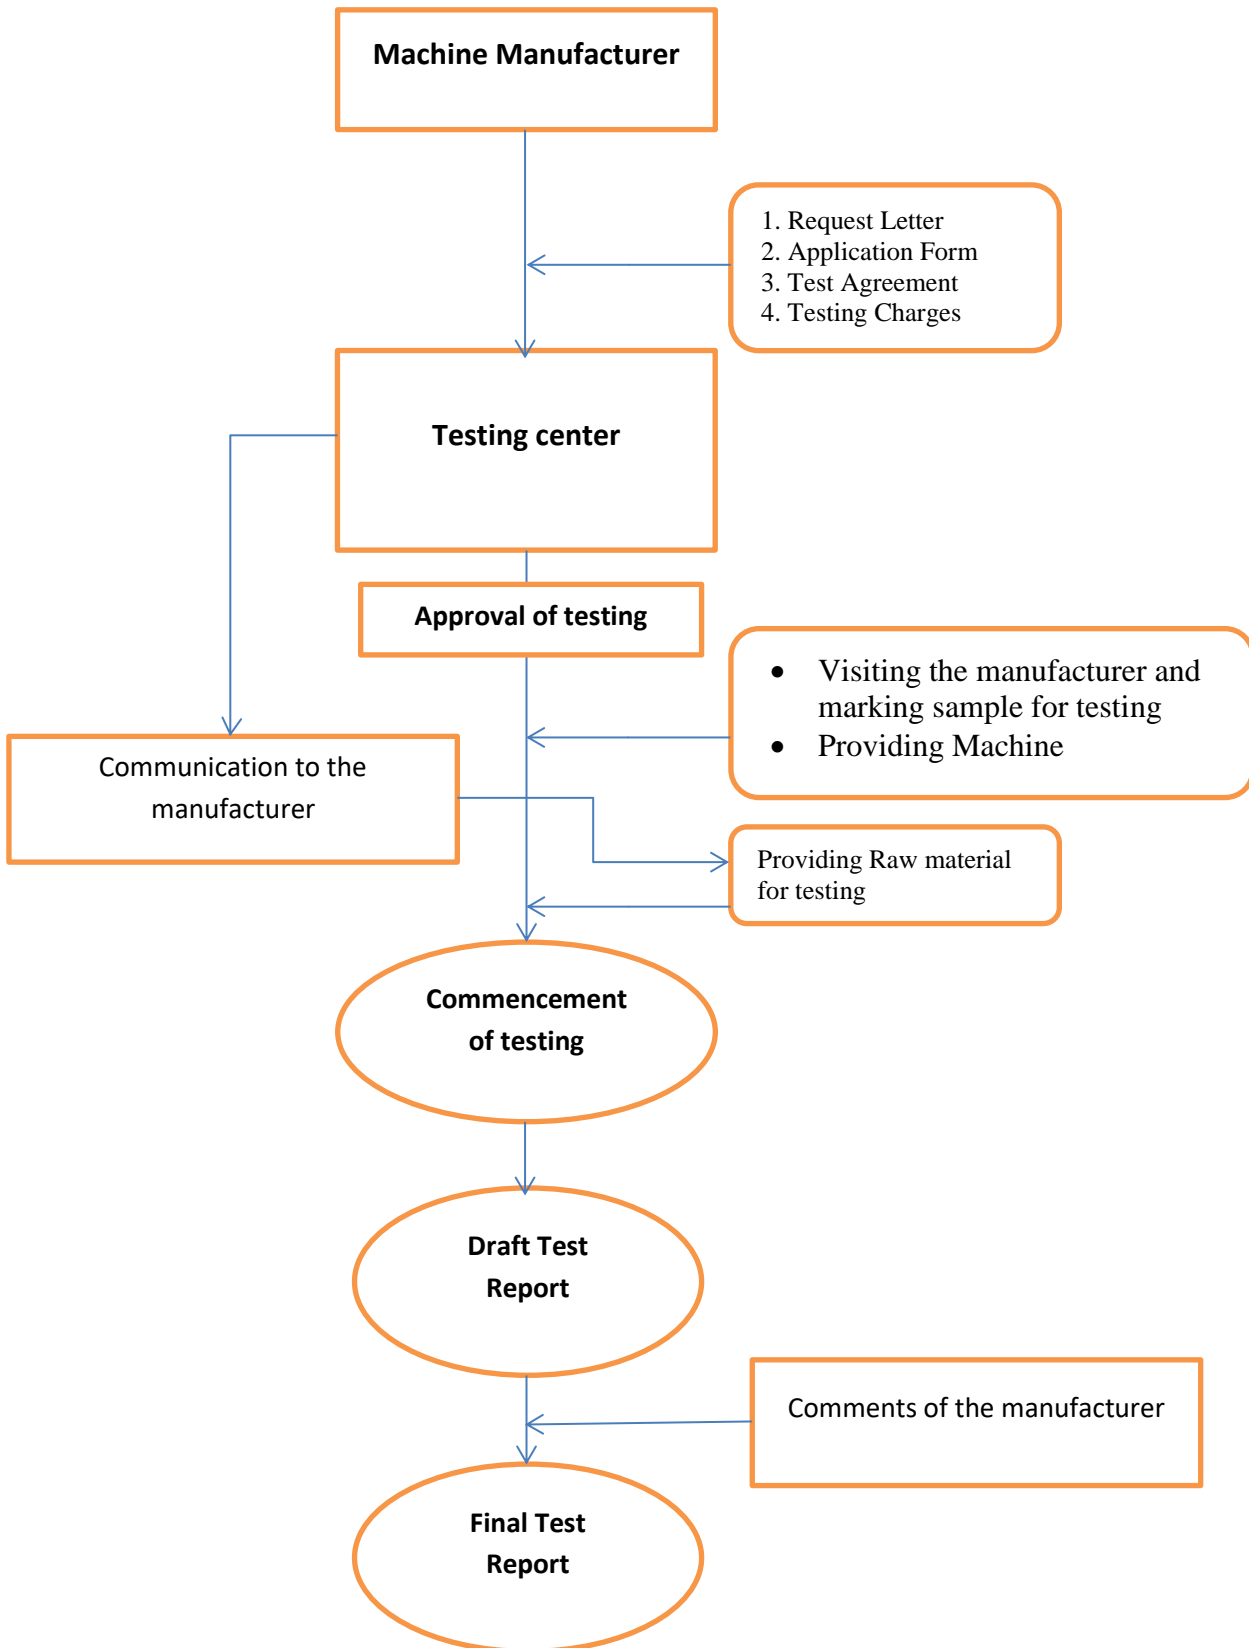 Machine Manufacturer
1. Request Letter
2. Application Form
3. Test Agreement
4. Testing Charges
Testing center
Approval of testing
• Visiting the manufacturer and
marking sample for testing
• Providing Machine
Communication to the
manufacturer
Providing Raw material
for testing
Commencement
of testing
Draft Test
Report
Comments of the manufacturer
Final Test
Report